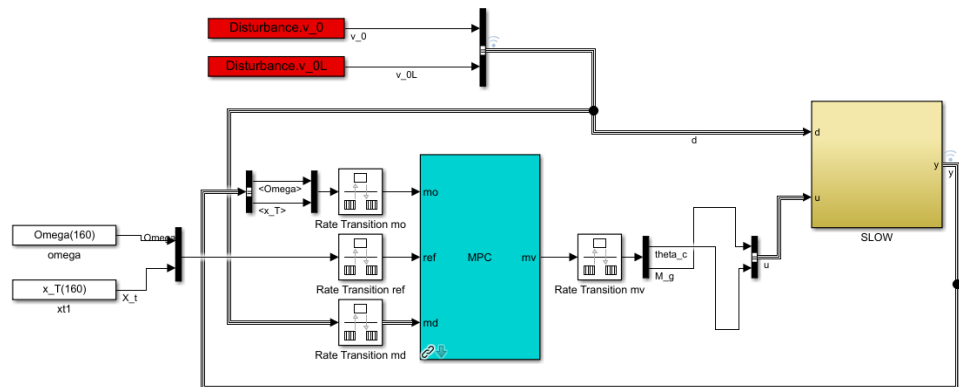 Disturbance.v_0
v_0
Disturbance.v_0L
v_0L
d
d
y
y
u
SLOW
<Omega>
<x_T>
Rate Transition mo
mo
Omega(160)
Omega
omega
x_T(160)
X_t
xt1
Rate Transition ref
ref
MPC
mv
Rate Transition mv
theta_c
M_g
u
Rate Transition md
md